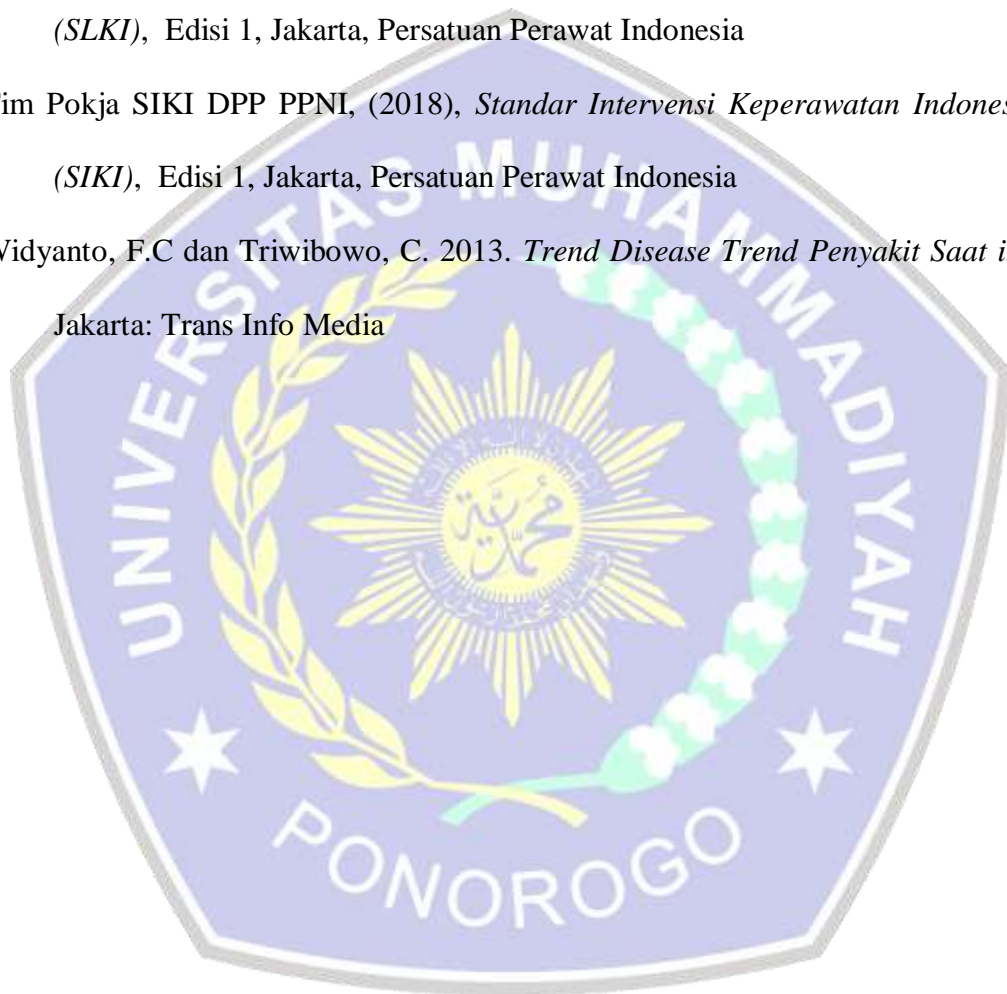 (SLKI), Edisi 1, Jakarta, Persatuan Perawat Indonesia
im Pokja SIKI DPP PPNI, (2018), Standar Intervensi Keperawatan Indones
(SIKI), Edisi 1, Jakarta, Persatuan Perawat Indonesia
Widyanto, F.C dan Triwibowo, C. 2013. Trend Disease Trend Penyakit Saat i
Jakarta: Trans Info Media
UNIVERSITAS MUHAMMADIYAH
محمدية
PONOROGO